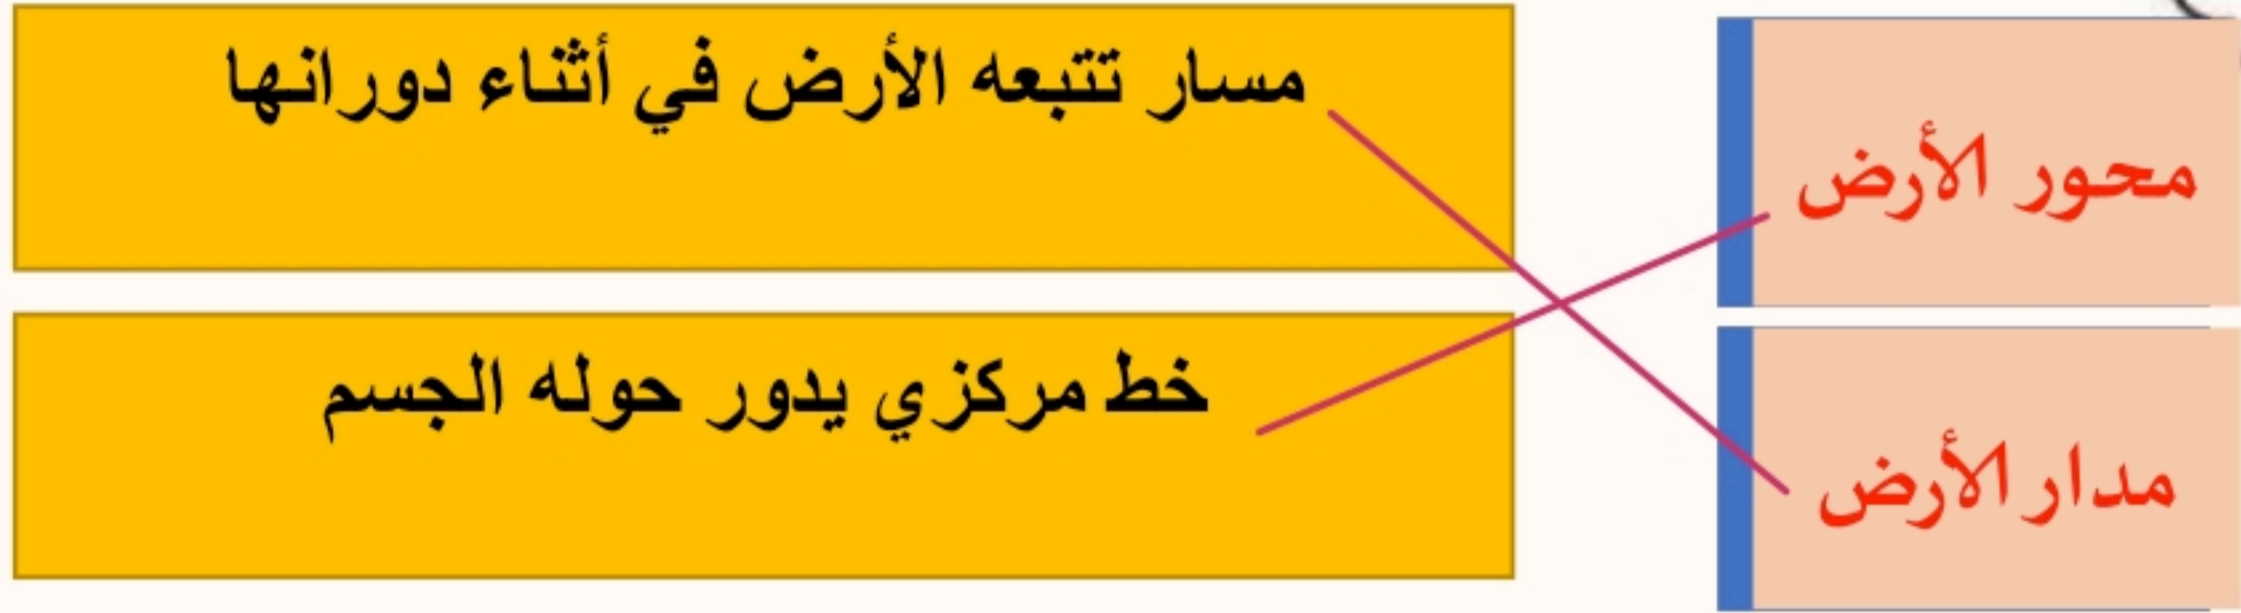 محور الأرض
مسار تتبعه الأرض في أثناء دورانها
مدار الأرض
خط مركزي يدور حوله الجسم